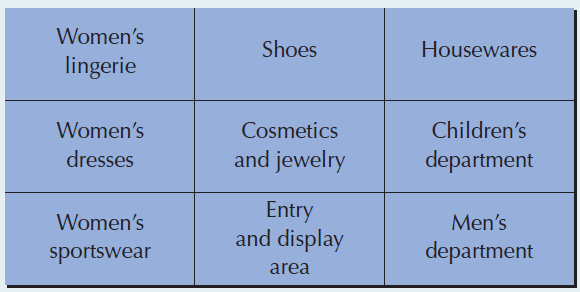 Women's
lingerie
Shoes
Housewares
Women's
dresses
Cosmetics
and jewelry
Children's
department
Women's
sportswear
Entry
and display
area
Men's
department